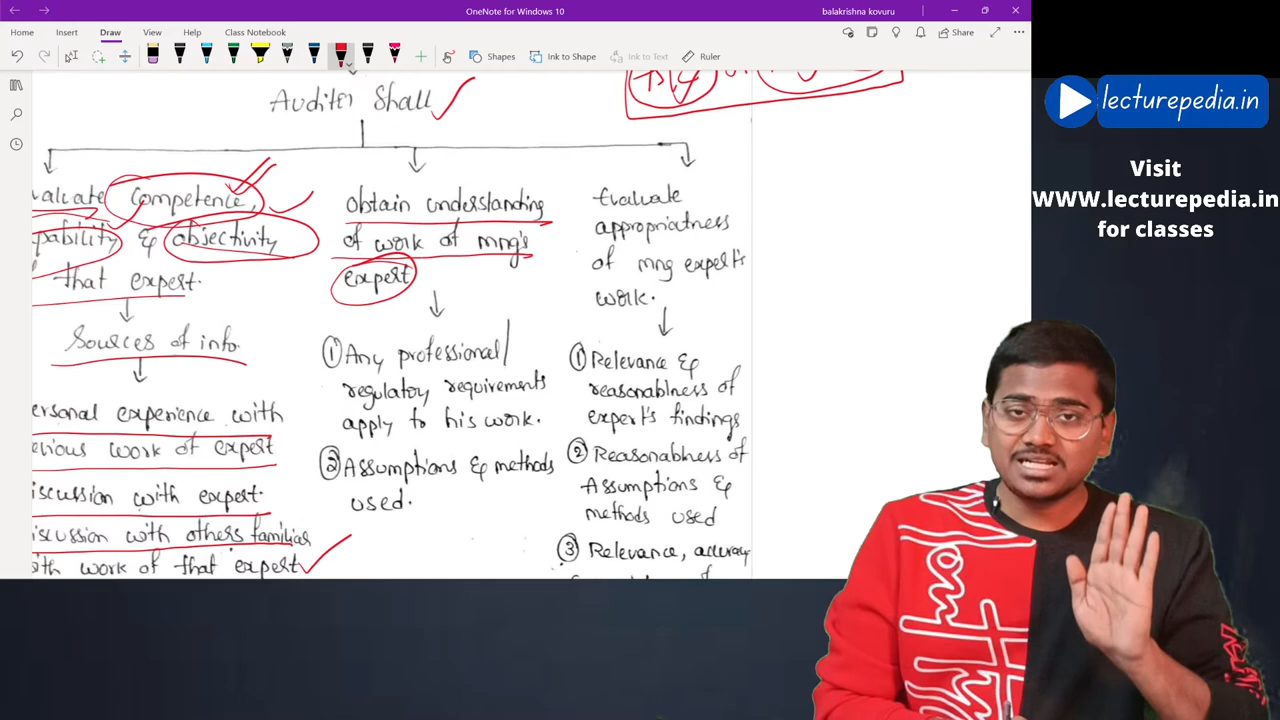 OneNote for Windows 10
balakrishna kovuru
Home
Insert
Draw
View
Help
Class Notebook
Share
Shapes
Ink to Shape
Ink to Text
Ruler
Auditor Shall
valuate Competence,
pability & objectivity
that expert.
Sources of info.
ersonal experience with
evious work of expert
iscussion with expert.
iscussion with others familiar
ith work of that expert
obtain understanding
of work of mng's
expert
① Any professional/
regulatory requirements
apply to his work.
② Assumptions & methods
used.
Evaluate
appropriatness
of mng expert's
work.
① Relevance &
reasonablness of
expert's findings
② Reasonablness of
Assumptions &
methods used
③ Relevance, accuracy
lecturepedia.in
Visit
WWW.lecturepedia.in
for classes